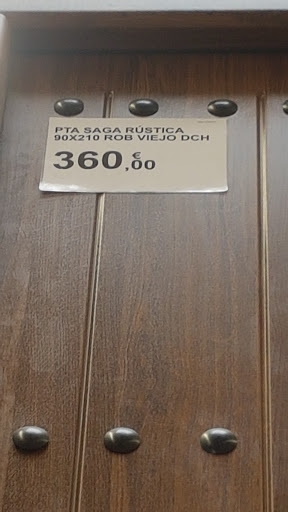 PTA SAGA RÚSTICA
90X210 ROB VIEJO DCH
360,00 €